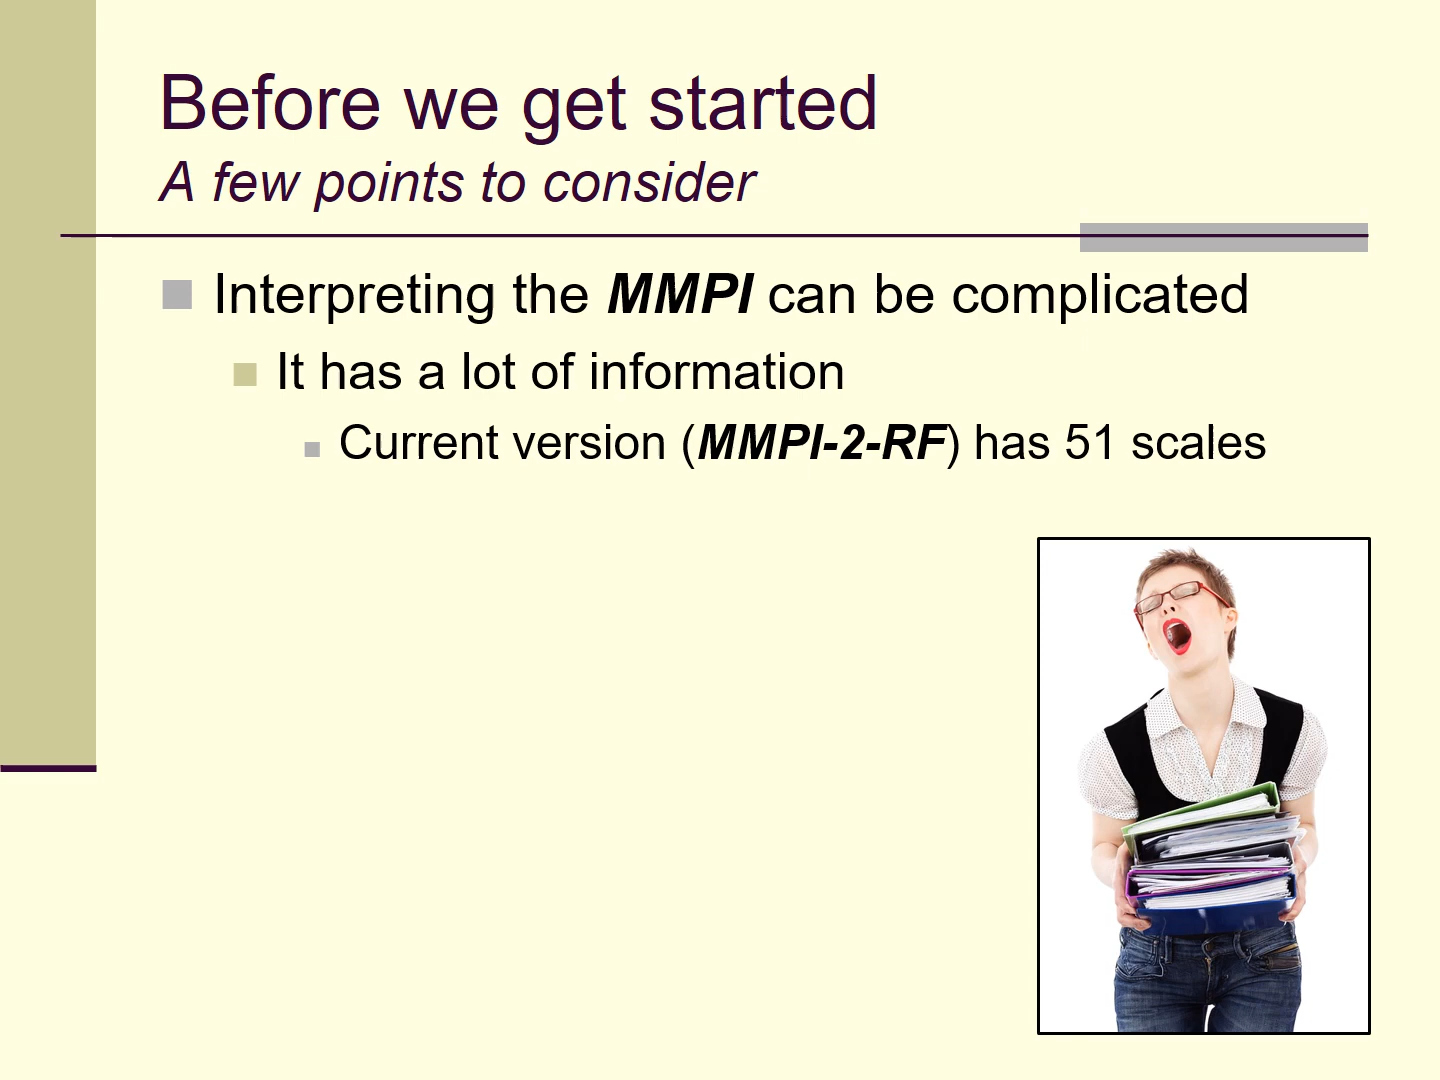 Before we get started
A few points to consider
Interpreting the MMPI can be complicated
It has a lot of information
Current version (MMPI-2-RF) has 51 scales